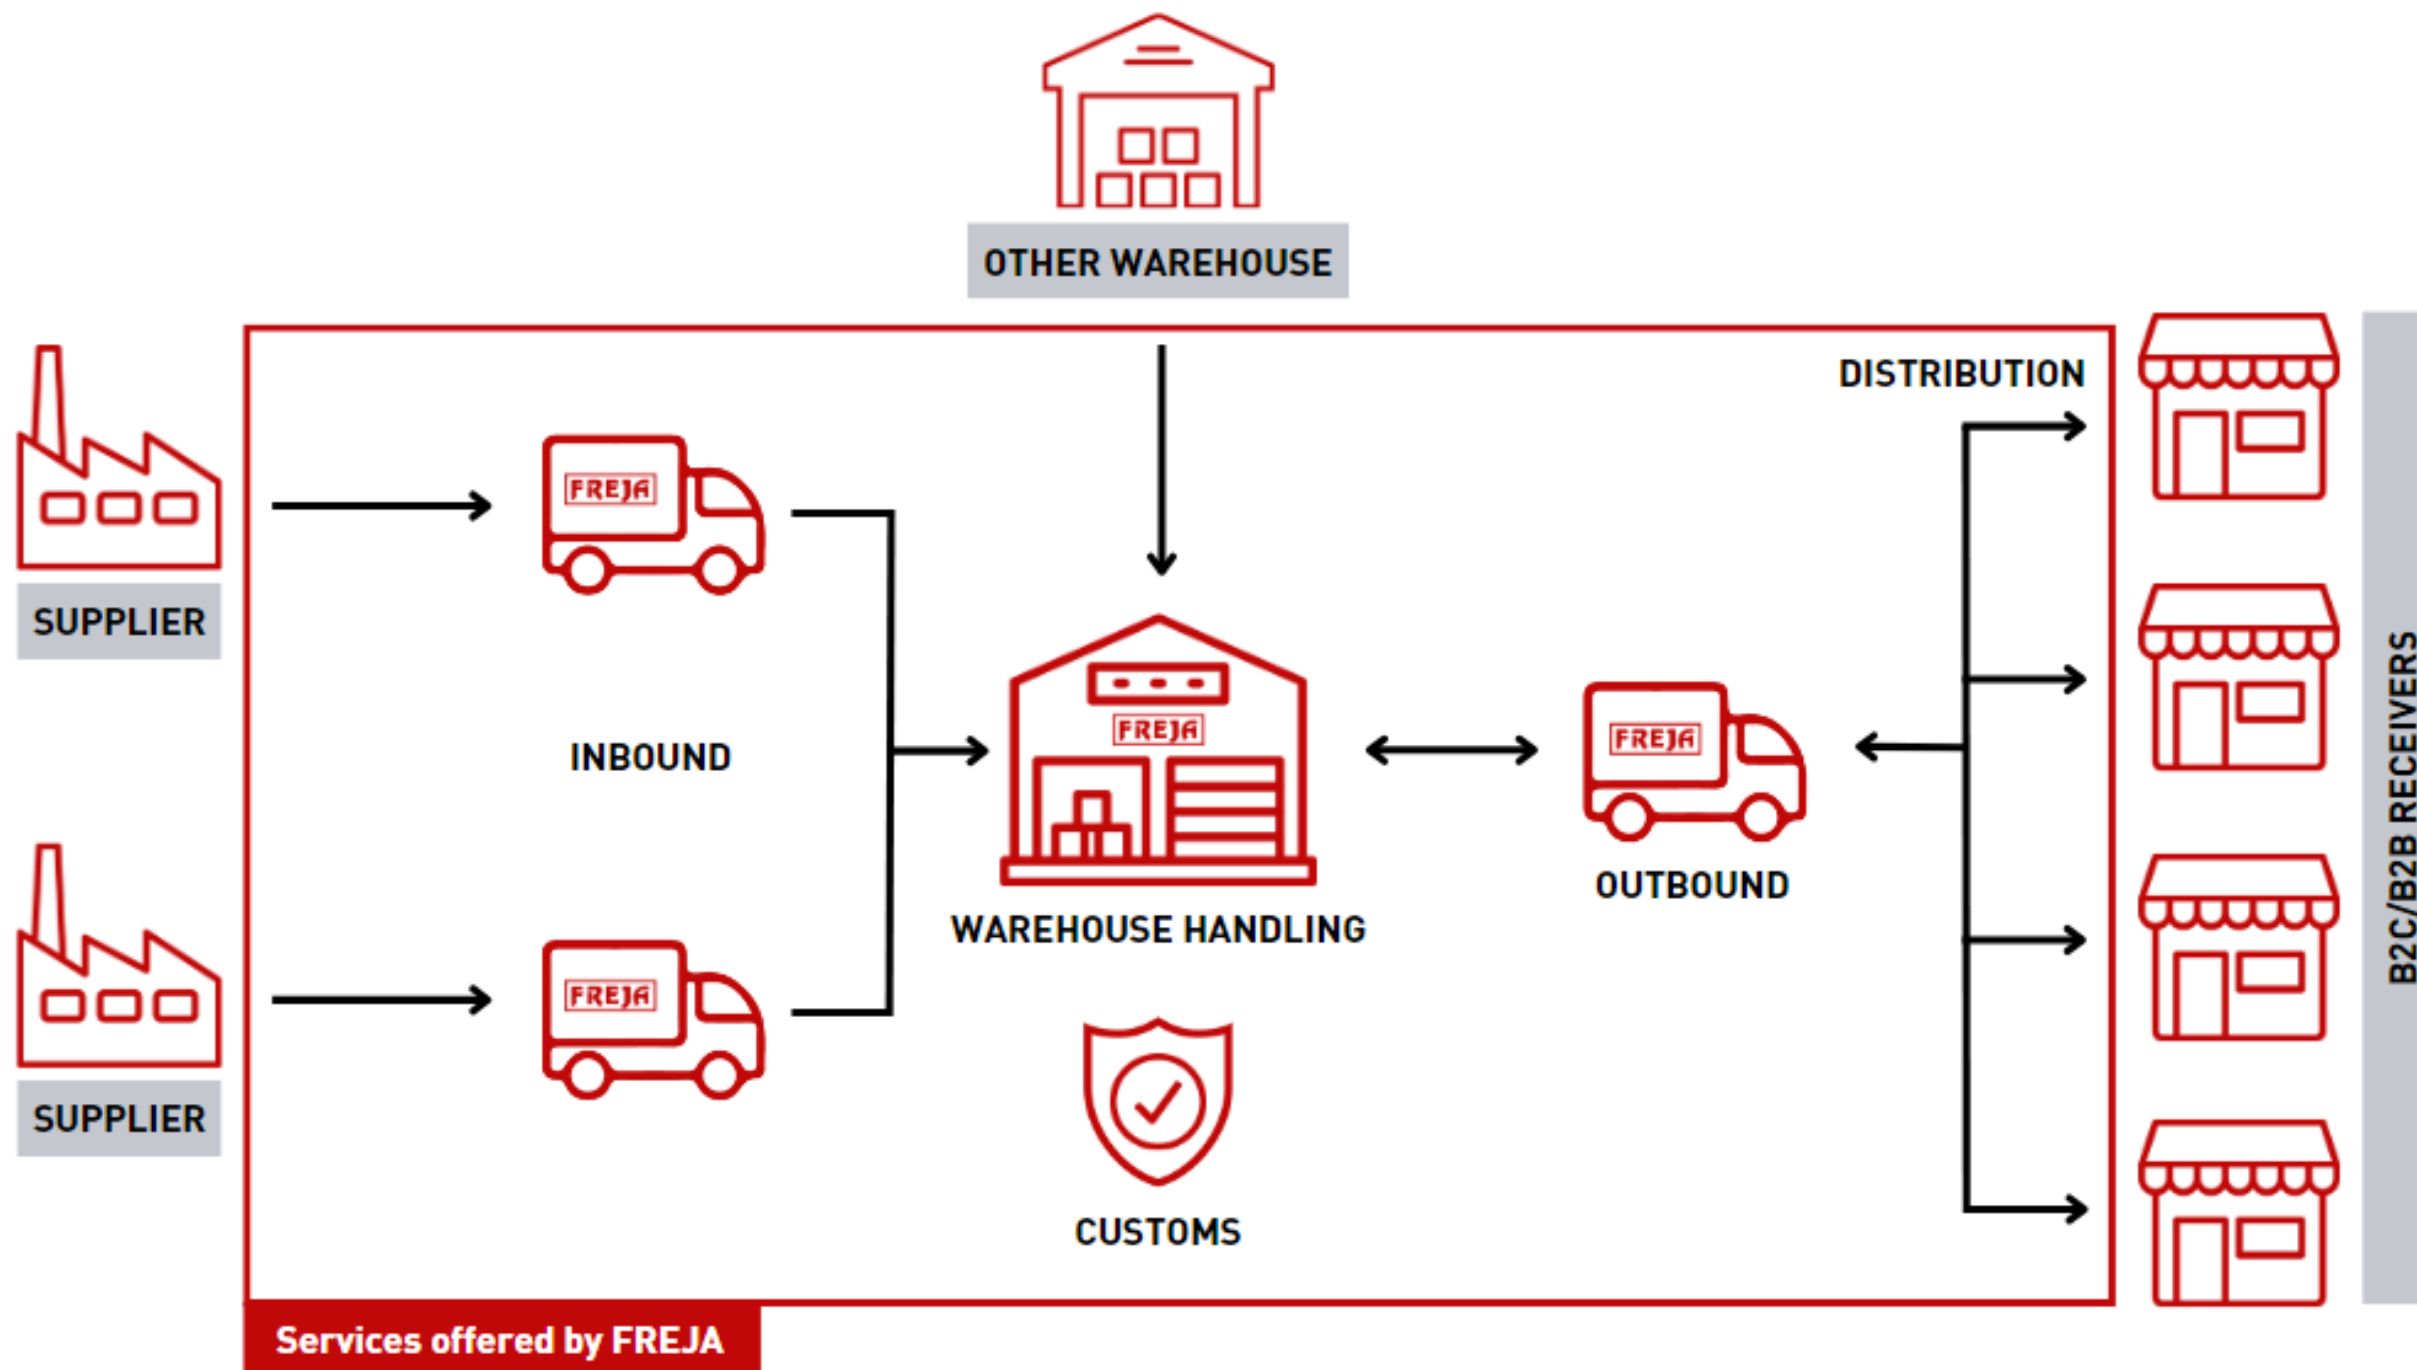 OTHER WAREHOUSE
DISTRIBUTION
FREJA
SUPPLIER
INBOUND
FREJA
FREJA
OUTBOUND
WAREHOUSE HANDLING
FREJA
SUPPLIER
CUSTOMS
B2C/B2B RECEIVERS
Services offered by FREJA